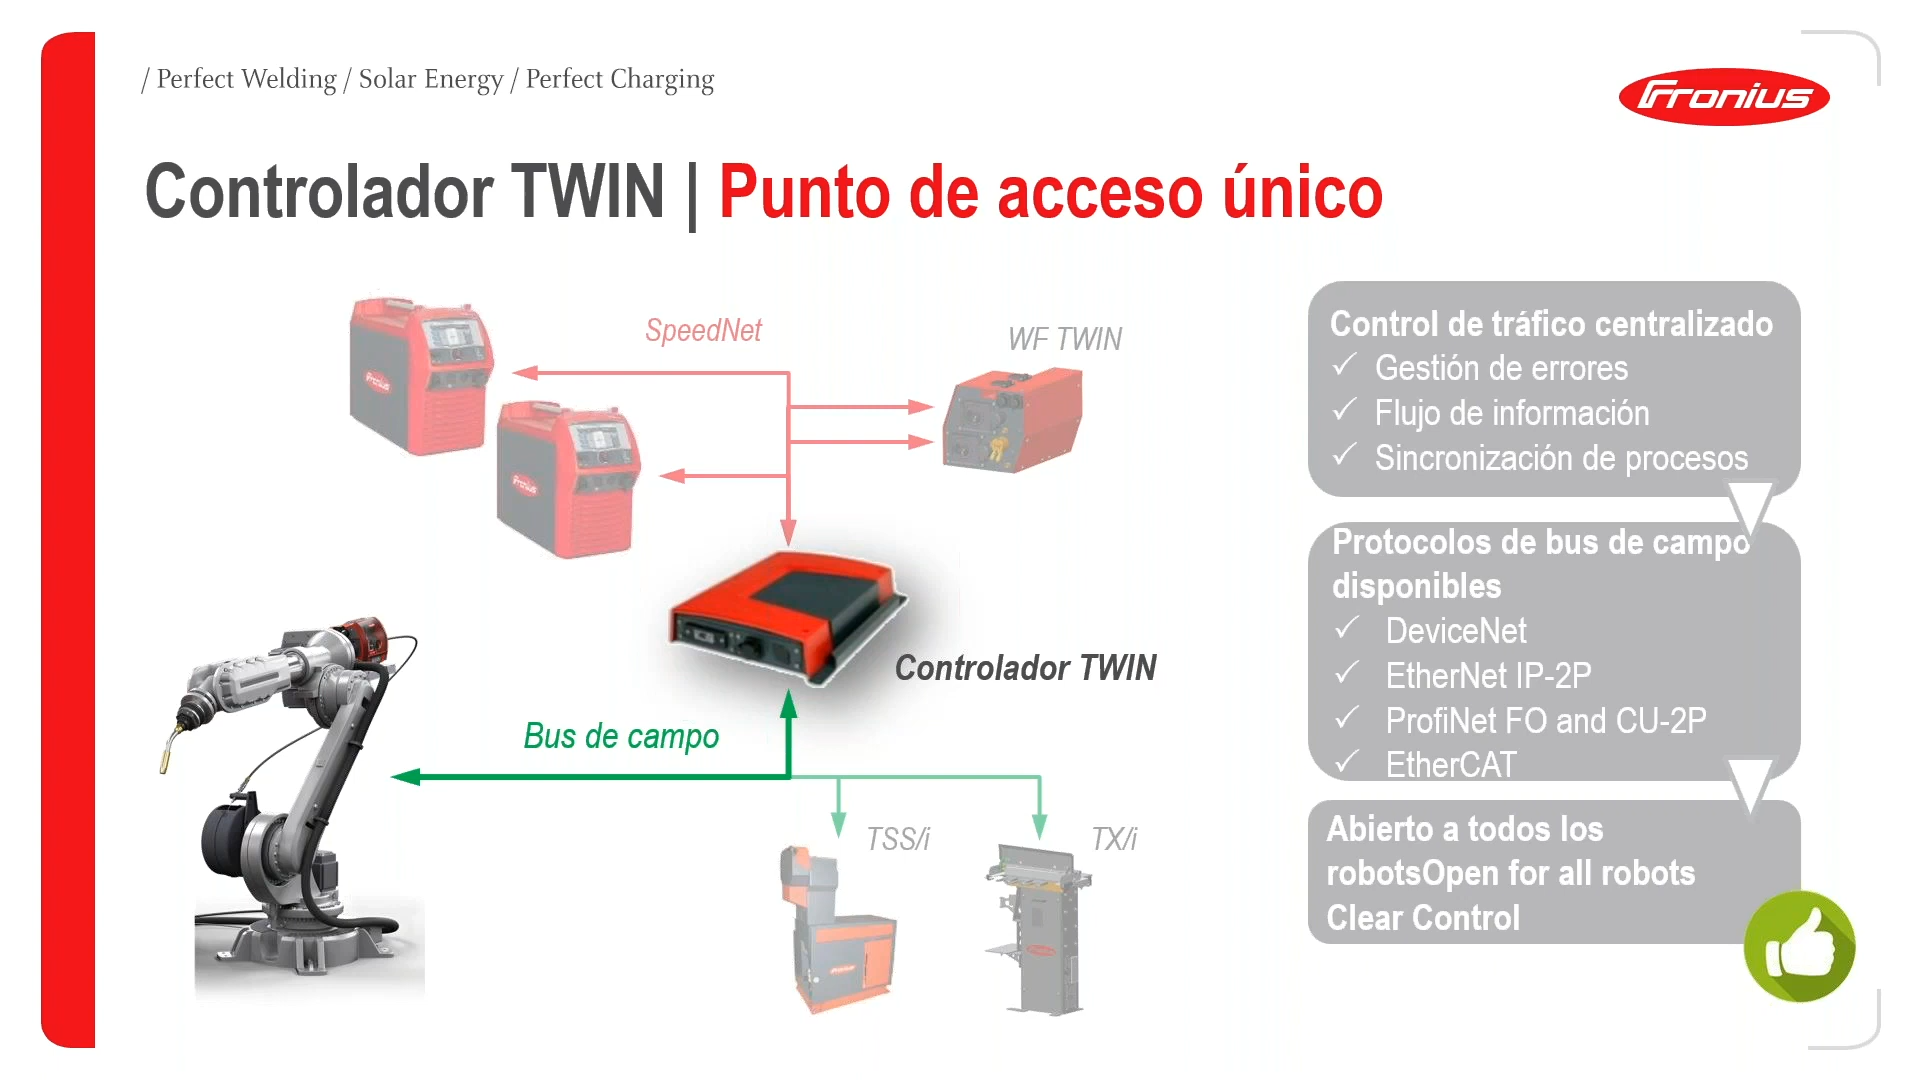 / Perfect Welding / Solar Energy / Perfect Charging
Fronius
Controlador TWIN | Punto de acceso único
SpeedNet
WF TWIN
Fronius
Fronius
Controlador TWIN
Bus de campo
TSS/i
TX/i
Fronius
Control de tráfico centralizado
✓ Gestión de errores
✓ Flujo de información
✓ Sincronización de procesos
Protocolos de bus de campo
disponibles
✓ DeviceNet
✓ EtherNet IP-2P
✓ ProfiNet FO and CU-2P
✓ EtherCAT
Abierto a todos los
robotsOpen for all robots
Clear Control